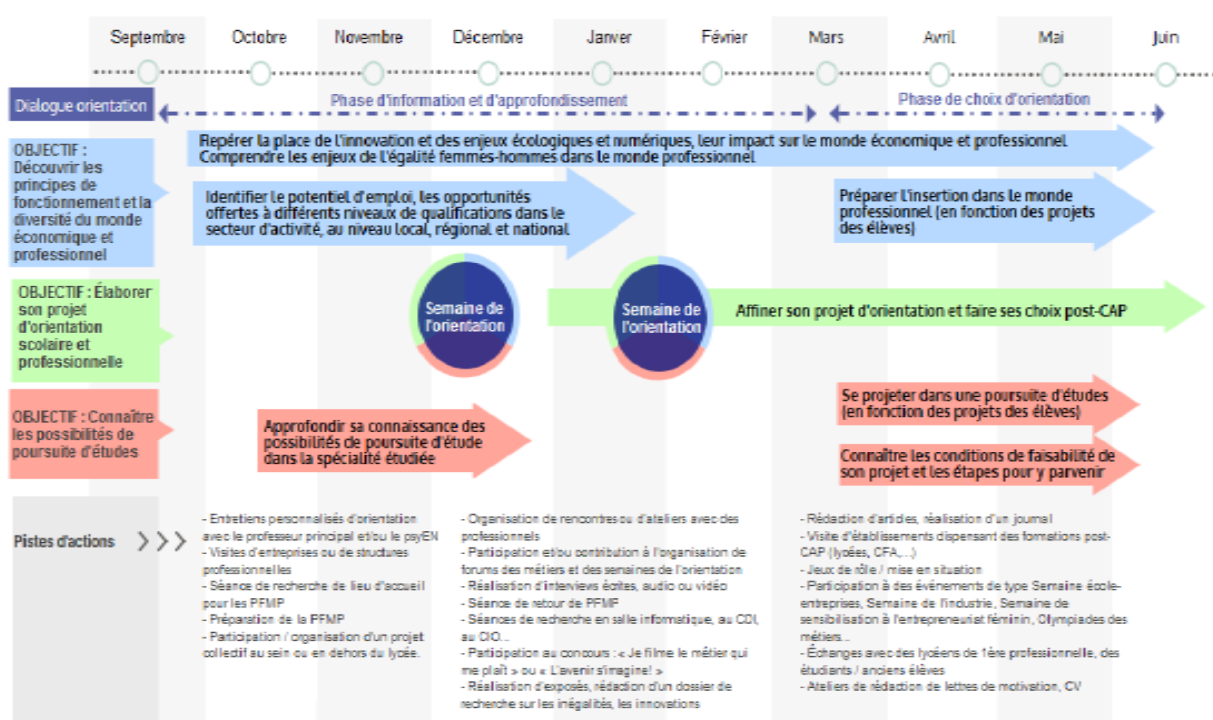 Septembre Octobre Novembre Décembre Janver Février Mars Avril Mai Juin
Dialogue orientation
Phase d'information et d'approfondissement
Phase de choix d'orientation
OBJECTIF :
Découvrir les
principes de
fonctionnement et la
diversité du monde
économique et
professionnel
Repérer la place de l'innovation et des enjeux écologiques et numériques, leur impact sur le monde économique et professionnel
Comprendre les enjeux de l'égalité femmes-hommes dans le monde professionnel
Identifier le potentiel d'emploi, les opportunités
offertes à différents niveaux de qualifications dans le
secteur d'activité, au niveau local, régional et national
Préparer l'insertion dans le monde
professionnel (en fonction des projets
des élèves)
OBJECTIF : Élaborer
son projet
d'orientation
scolaire et
professionnelle
Semaine de
l'orientation
Semaine de
l'orientation
Affiner son projet d'orientation et faire ses choix post-CAP
OBJECTIF : Connaître
les possibilités de
poursuite d'études
Approfondir sa connaissance des
possibilités de poursuite d'étude
dans la spécialité étudiée
Se projeter dans une poursuite d'études
(en fonction des projets des élèves)
Connaître les conditions de faisabilité de
son projet et les étapes pour y parvenir
Pistes d'actions
- Entretiens personnalisés d'orientation
avec le professeur principal et/ou le psyEN
- Visites d'entreprises ou de structures
professionnelles
- Séance de recherche de lieu d'accueil
pour les PFMP
- Préparation de la PFMP
- Participation / organisation d'un projet
collectif au sein ou en dehors du lycée.
- Organisation de rencontres ou d'ateliers avec des
professionnels
- Participation et/ou contribution à l'organisation de
forums des métiers et des semaines de l'orientation
- Réalisation d'interviews écrites, audio ou vidéo
- Séance de retour de PFMP
- Séances de recherche en salle informatique, au CDI,
au CIO...
- Participation au concours : « Je filme le métier qui
me plaît » ou « L'avenir s'imagine! »
- Réalisation d'exposés, rédaction d'un dossier de
recherche sur les inégalités, les innovations
- Rédaction d'articles, réalisation d'un journal
- Visite d'établissements dispensant des formations post-
CAP (lycées, CFA,...)
- Jeux de rôle / mise en situation
- Participation à des événements de type Semaine école-
entreprises, Semaine de l'industrie, Semaine de
sensibilisation à l'entrepreneuriat féminin, Olympiades des
métiers...
- Échanges avec des lycéens de 1ère professionnelle, des
étudiants / anciens élèves
- Ateliers de rédaction de lettres de motivation, CV